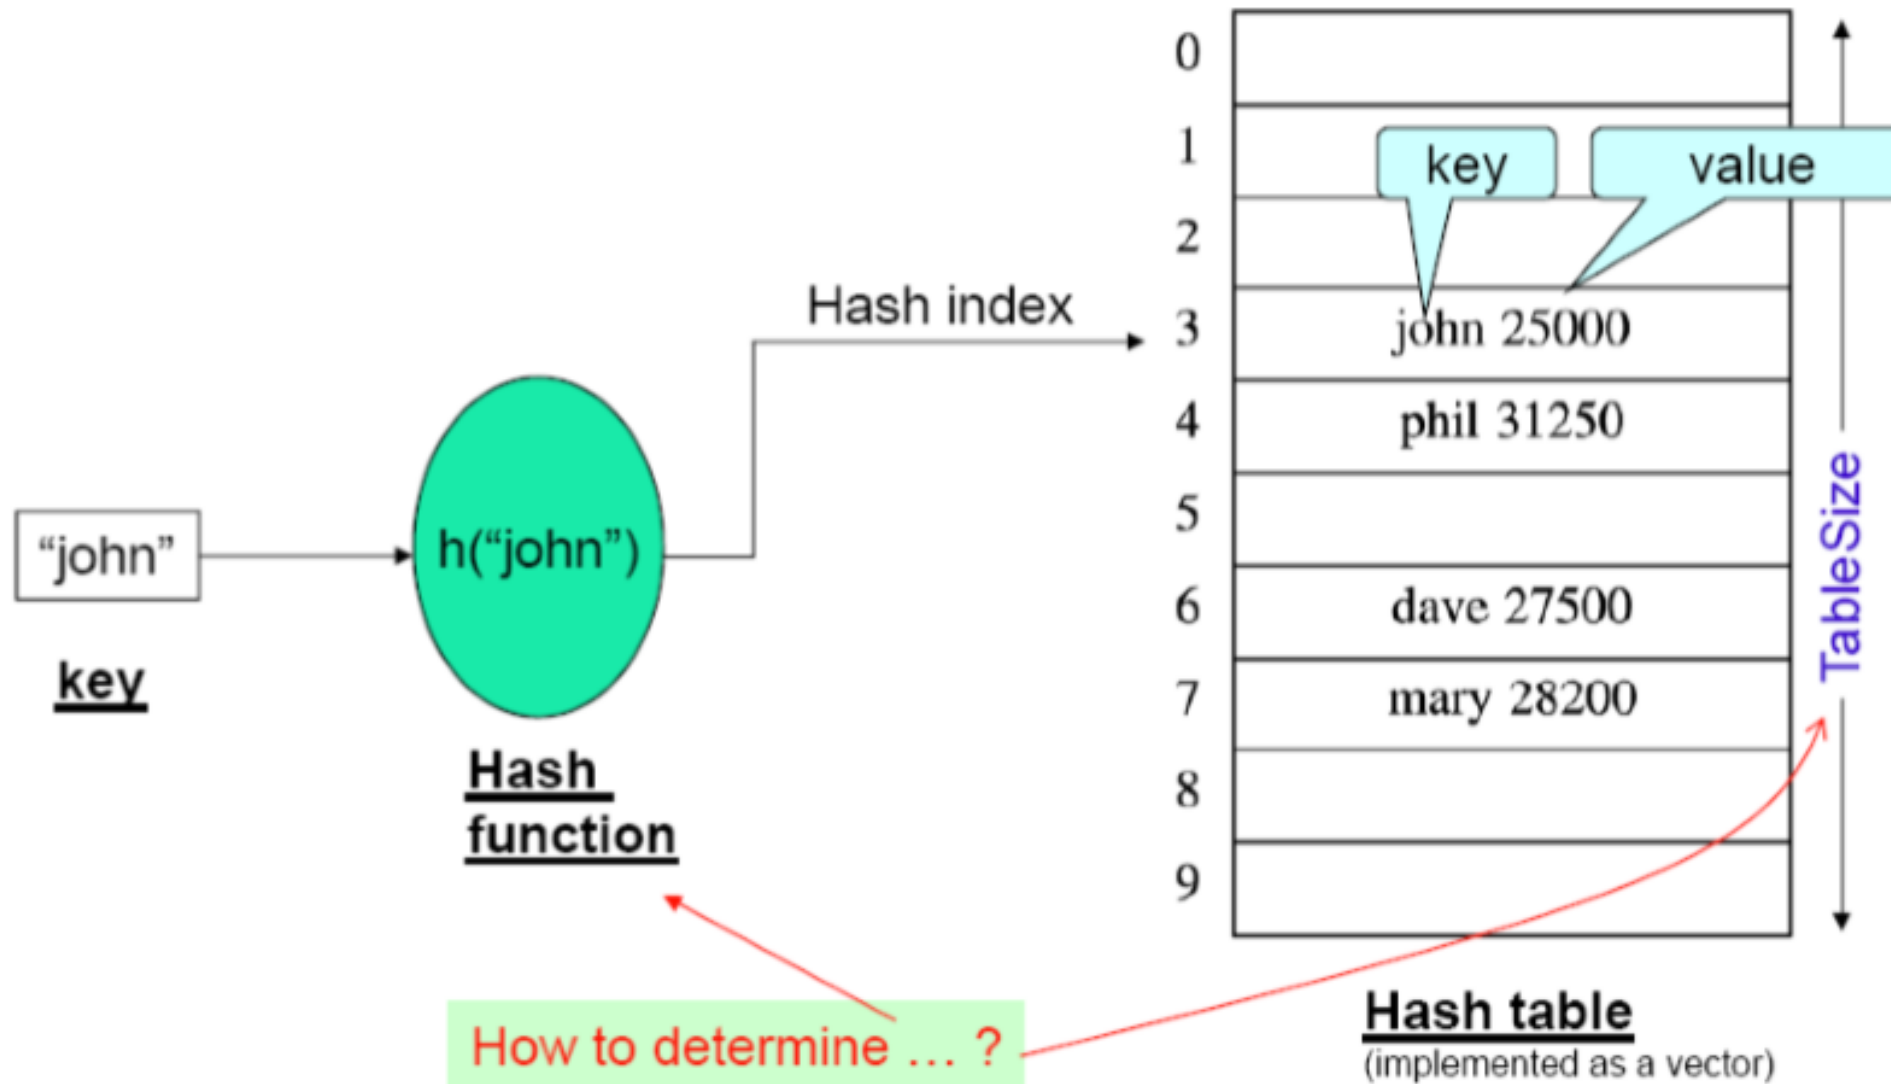 “john”
key
h(“john”)
Hash
function
Hash index
How to determine … ?
0
1
key
value
2
3
john 25000
4
phil 31250
5
6
dave 27500
7
mary 28200
8
9
TableSize
Hash table
(implemented as a vector)